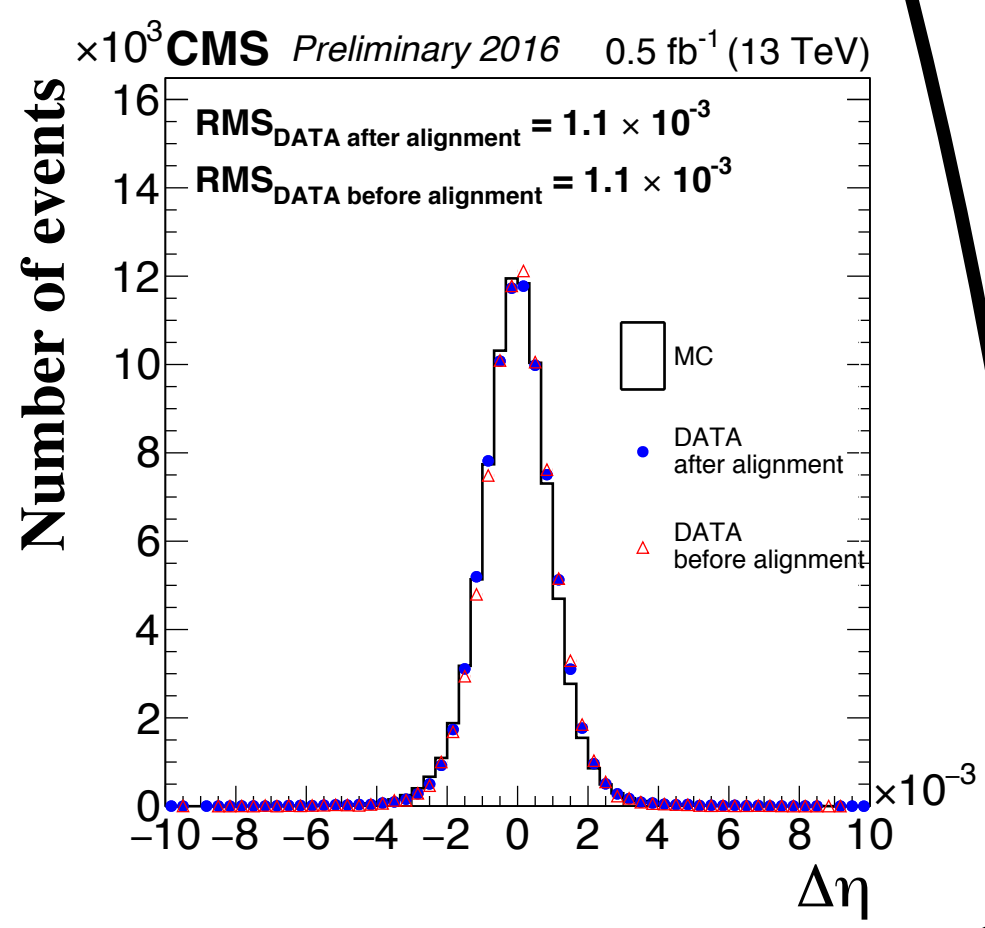 ×10³ CMS Preliminary 2016 0.5 fb⁻¹ (13 TeV)
Number of events
RMS_DATA after alignment = 1.1 × 10⁻³
RMS_DATA before alignment = 1.1 × 10⁻³
16
14
12
10
8
6
4
2
0
MC
DATA
after alignment
DATA
before alignment
−10 −8 −6 −4 −2 0 2 4 6 8 10
×10⁻³
Δη